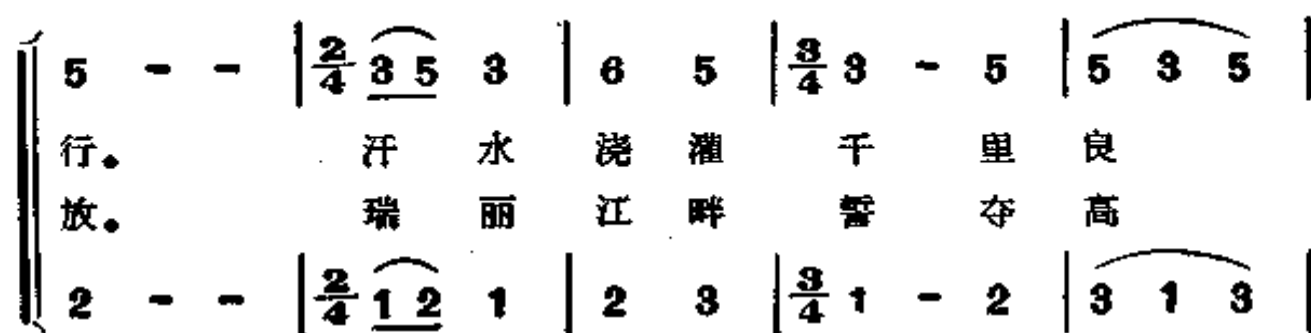 5 - - | 2/4 3 5 3 | 6 5 | 3/4 3 - 5 | 5 3 5 |
行。 汗 水 浇 灌 千 里 良
放。 瑞 丽 江 畔 誓 夺 高
2 - - | 2/4 1 2 1 | 2 3 | 3/4 1 - 2 | 3 1 3 |